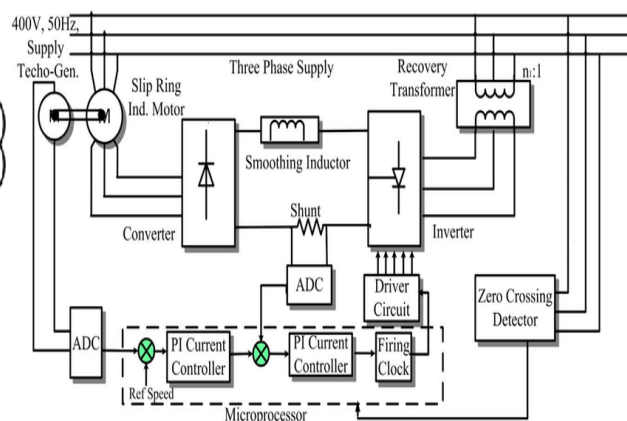 400V, 50Hz,
Supply
Techo-Gen.
Three Phase Supply
Recovery
Transformer
n:1
Slip Ring
Ind. Motor
M
M
Smoothing Inductor
Converter
Shunt
Inverter
ADC
Driver
Circuit
Zero Crossing
Detector
ADC
PI Current
Controller
PI Current
Controller
Firing
Clock
Ref Speed
Microprocessor